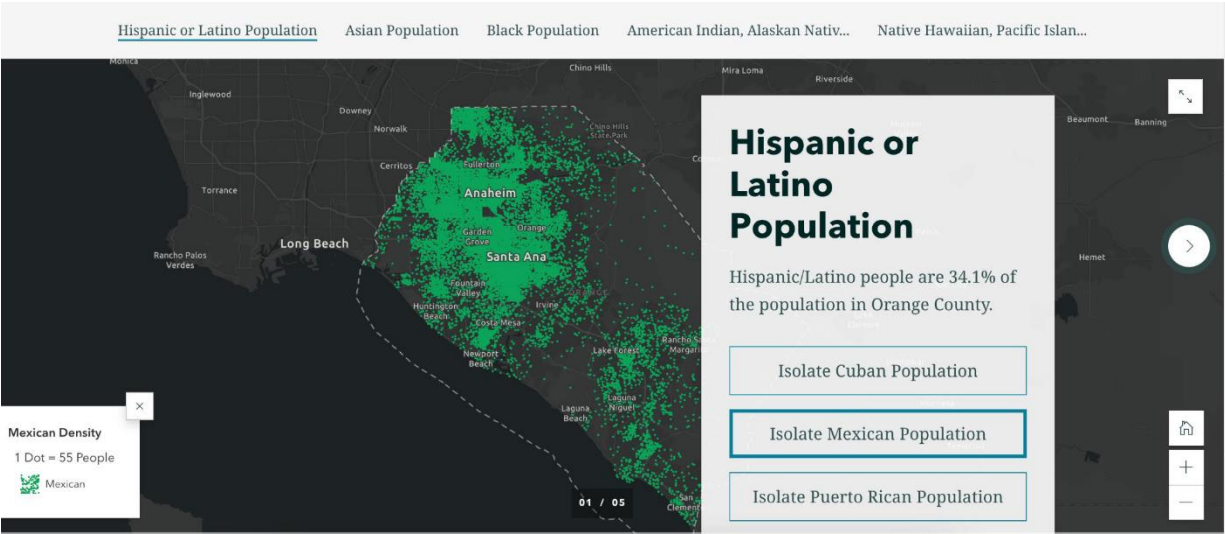 Hispanic or Latino Population
Asian Population
Black Population
American Indian, Alaskan Nativ...
Native Hawaiian, Pacific Islan...
Monica
Chino Hills
Mira Loma
Riverside
Inglewood
Downey
Norwalk
Chino Hills
State Park
Beaumont
Banning
Cerritos
Fullerton
Torrance
Anaheim
Long Beach
Garden
Grove
Orange
Santa Ana
Rancho Palos
Verdes
Hemet
Fountain
Valley
ORANGE
Huntington
Beach
Irvine
Costa Mesa
Newport
Beach
Lake Forest
Rancho
Laguna
Beach
Laguna
Niguel
San
Clement
Hispanic or
Latino
Population
Hispanic/Latino people are 34.1% of
the population in Orange County.
Isolate Cuban Population
Isolate Mexican Population
Isolate Puerto Rican Population
Mexican Density
1 Dot = 55 People
Mexican
01 / 05